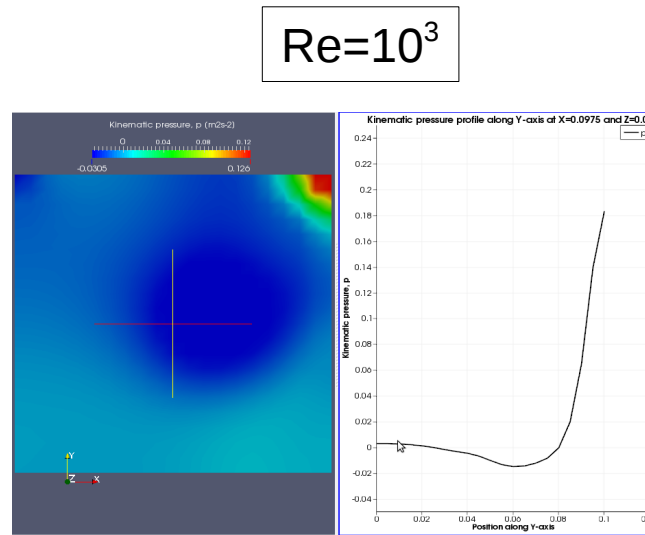 Re=10³
Kinematic pressure, p (m2s-2)
0 0.04 0.08 0.12
-0.0305 0.126
Y
Z X
Kinematic pressure profile along Y-axis at X=0.0975 and Z=0.0
p
Kinematic pressure, p
0.24
0.22
0.2
0.18
0.16
0.14
0.12
0.1
0.08
0.06
0.04
0.02
0
-0.02
-0.04
0 0.02 0.04 0.06 0.08 0.1
Position along Y-axis